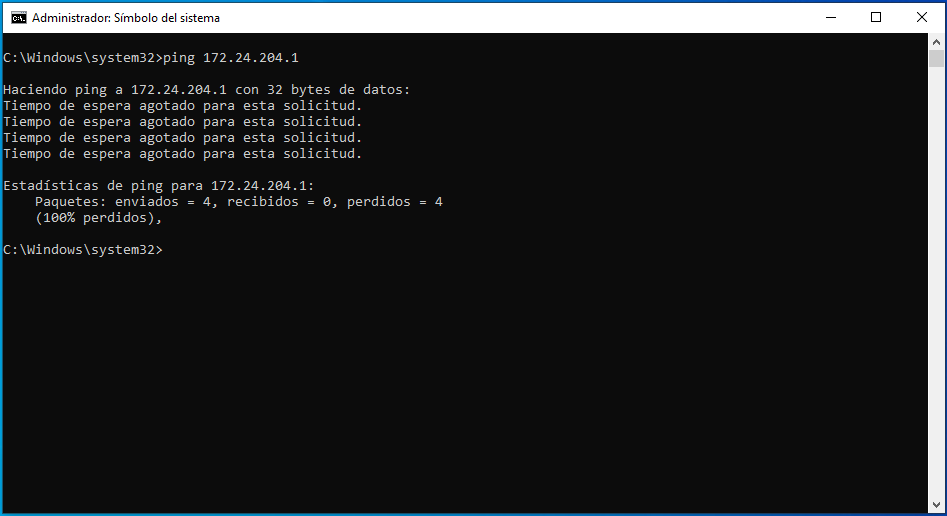 Administrador: Símbolo del sistema
C:\Windows\system32>ping 172.24.204.1
Haciendo ping a 172.24.204.1 con 32 bytes de datos:
Tiempo de espera agotado para esta solicitud.
Tiempo de espera agotado para esta solicitud.
Tiempo de espera agotado para esta solicitud.
Tiempo de espera agotado para esta solicitud.
Estadísticas de ping para 172.24.204.1:
    Paquetes: enviados = 4, recibidos = 0, perdidos = 4
    (100% perdidos),
C:\Windows\system32>